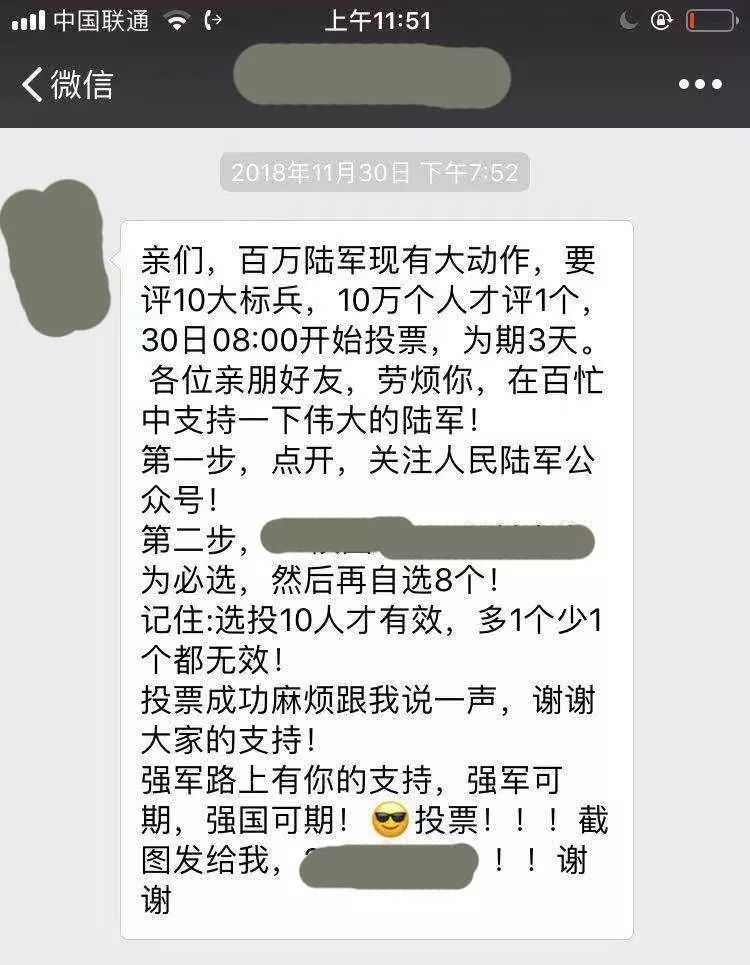 中国联通
上午11:51
微信
2018年11月30日 下午7:52
亲们，百万陆军现有大动作，要
评10大标兵，10万个人才评1个，
30日08:00开始投票，为期3天。
各位亲朋好友，劳烦你，在百忙
中支持一下伟大的陆军！
第一步，点开，关注人民陆军公
众号！
第二步，
为必选，然后再自选8个！
记住:选投10人才有效，多1个少1
个都无效！
投票成功麻烦跟我说一声，谢谢
大家的支持！
强军路上有你的支持，强军可
期，强国可期！😎投票！！！截
图发给我，！！谢
谢